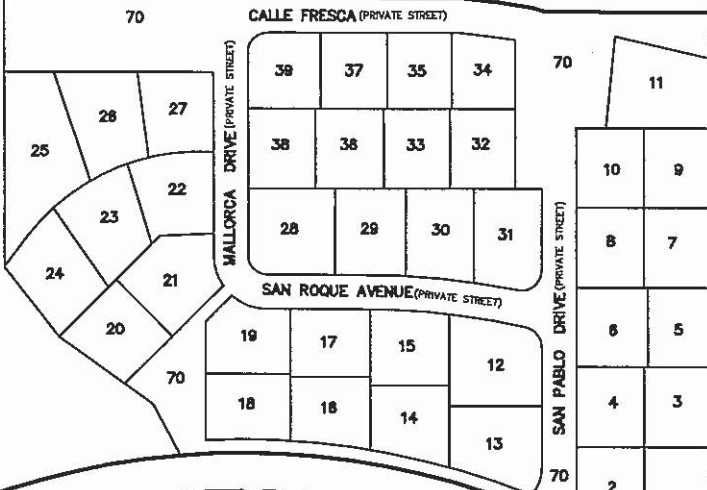 70
CALLE FRESCA (PRIVATE STREET)
39 37 35 34
70
11
MALLORCA DRIVE (PRIVATE STREET)
25 26 27
38 36 33 32
10 9
22
23
28 29 30 31
8 7
24
21
SAN ROQUE AVENUE (PRIVATE STREET)
SAN PABLO DRIVE (PRIVATE STREET)
20
19 17 15 12
6 5
70
18 16 14 13
4 3
70
2